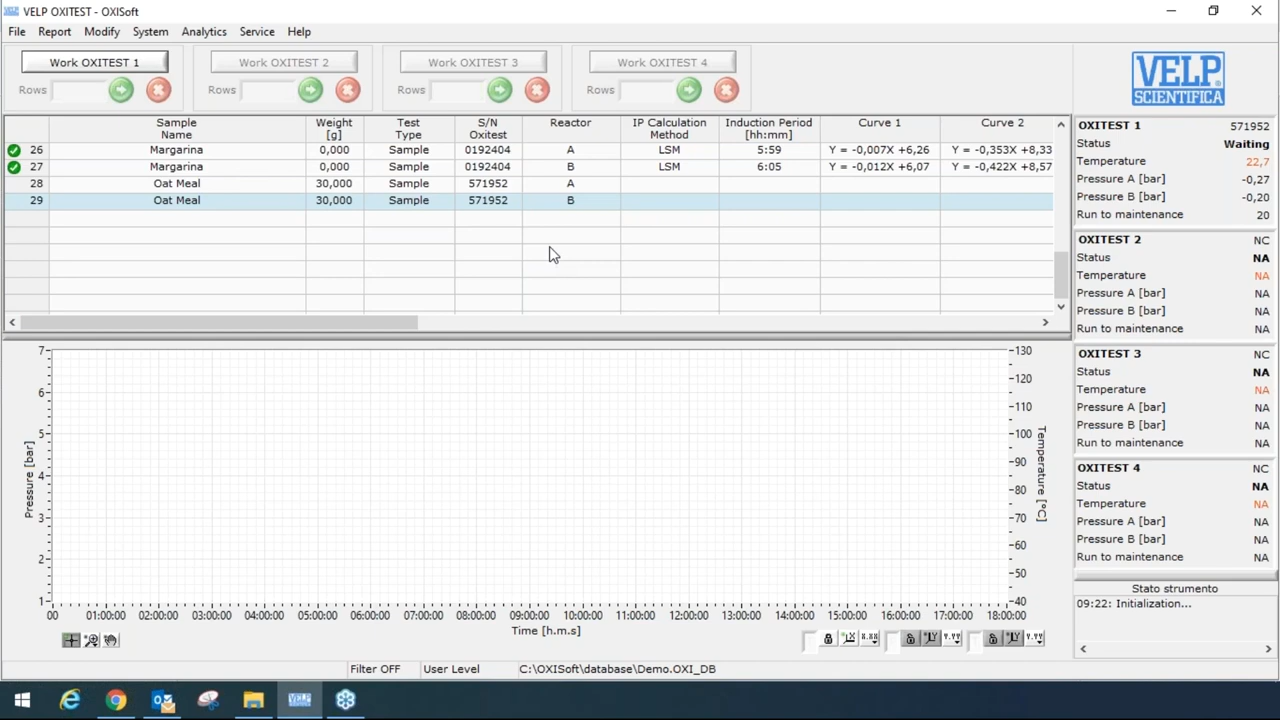 VELP OXITEST - OXISoft
File Report Modify System Analytics Service Help
Work OXITEST 1 Work OXITEST 2 Work OXITEST 3 Work OXITEST 4
Rows Rows Rows Rows
VELP
SCIENTIFICA
Sample Name Weight [g] Test Type S/N Oxitest Reactor IP Calculation Method Induction Period [hh:mm] Curve 1 Curve 2
26 Margarina 0,000 Sample 0192404 A LSM 5:59 Y = -0,007X +6,26 Y = -0,353X +8,33
27 Margarina 0,000 Sample 0192404 B LSM 6:05 Y = -0,012X +6,07 Y = -0,422X +8,57
28 Oat Meal 30,000 Sample 571952 A
29 Oat Meal 30,000 Sample 571952 B
OXITEST 1 571952
Status Waiting
Temperature 22,7
Pressure A [bar] -0,27
Pressure B [bar] -0,20
Run to maintenance 20
OXITEST 2 NC
Status NA
Temperature NA
Pressure A [bar] NA
Pressure B [bar] NA
Run to maintenance NA
OXITEST 3 NC
Status NA
Temperature NA
Pressure A [bar] NA
Pressure B [bar] NA
Run to maintenance NA
OXITEST 4 NC
Status NA
Temperature NA
Pressure A [bar] NA
Pressure B [bar] NA
Run to maintenance NA
Stato strumento
09:22: Initialization...
Pressure [bar]
7
6
5
4
3
2
1
130
120
110
100
90
80
70
60
50
40
Temperature [°C]
00 01:00:00 02:00:00 03:00:00 04:00:00 05:00:00 06:00:00 07:00:00 08:00:00 09:00:00 10:00:00 11:00:00 12:00:00 13:00:00 14:00:00 15:00:00 16:00:00 17:00:00 18:00:00
Time [h.m.s]
Filter OFF User Level C:\OXISoft\database\Demo.OXI_DB
VELP